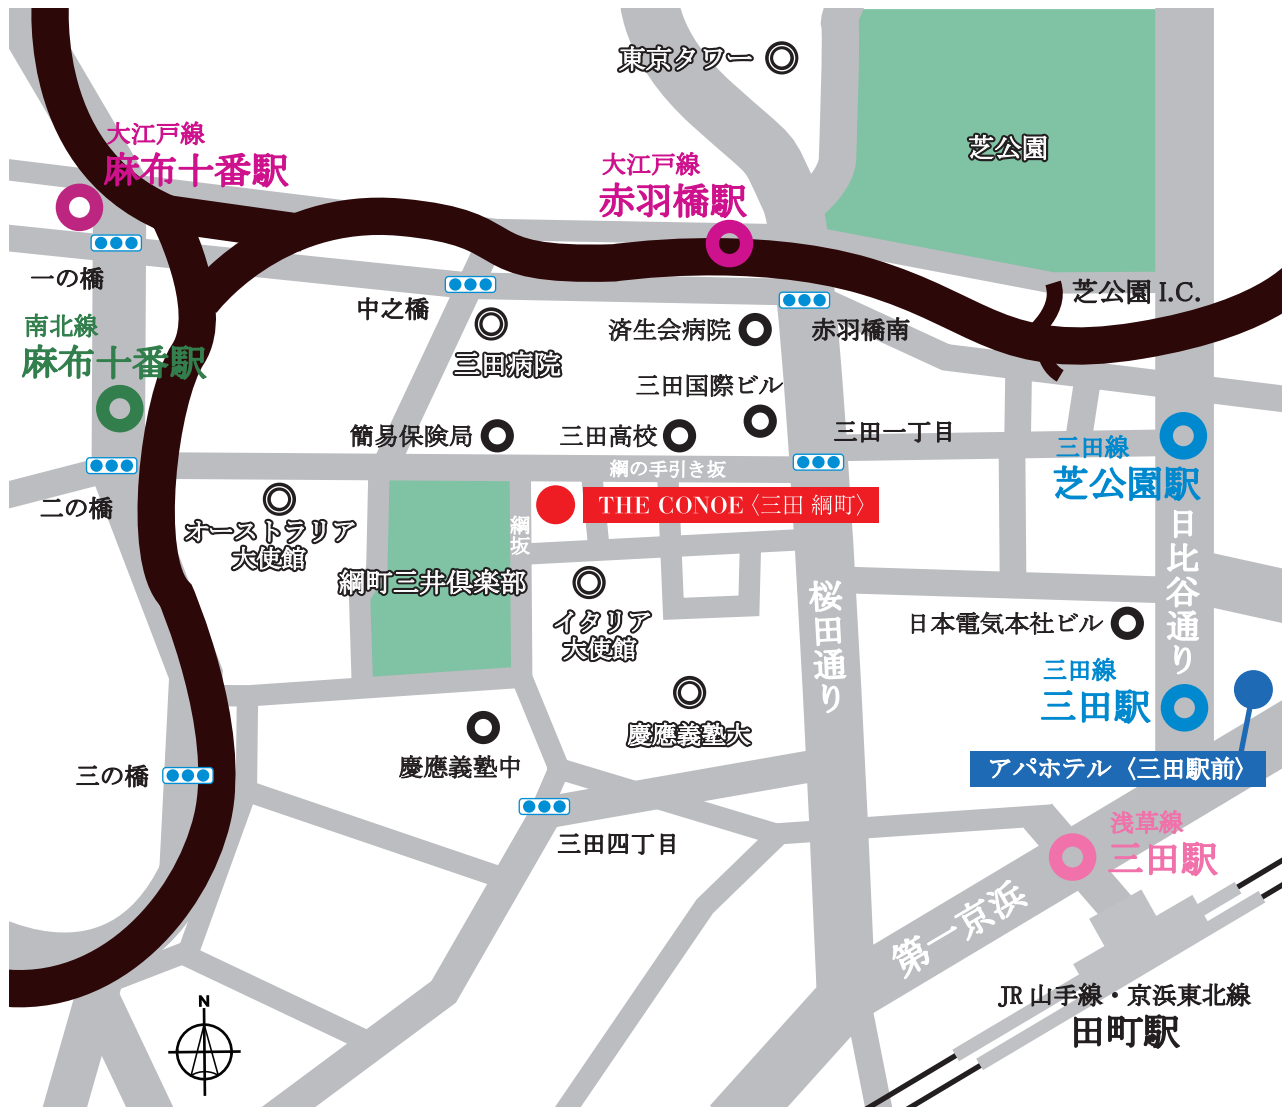 東京タワー
芝公園
大江戸線
麻布十番駅
大江戸線
赤羽橋駅
一の橋
中之橋
芝公園 I.C.
南北線
麻布十番駅
三田病院
済生会病院
赤羽橋南
三田国際ビル
簡易保険局
三田高校
三田一丁目
三田線
芝公園駅
綱の手引き坂
二の橋
THE CONOE〈三田 綱町〉
オーストラリア
大使館
綱坂
日比谷通り
綱町三井倶楽部
イタリア
大使館
桜田通り
日本電気本社ビル
三田線
三田駅
慶應義塾大
慶應義塾中
三の橋
アパホテル〈三田駅前〉
三田四丁目
浅草線
三田駅
第一京浜
JR 山手線・京浜東北線
田町駅
N